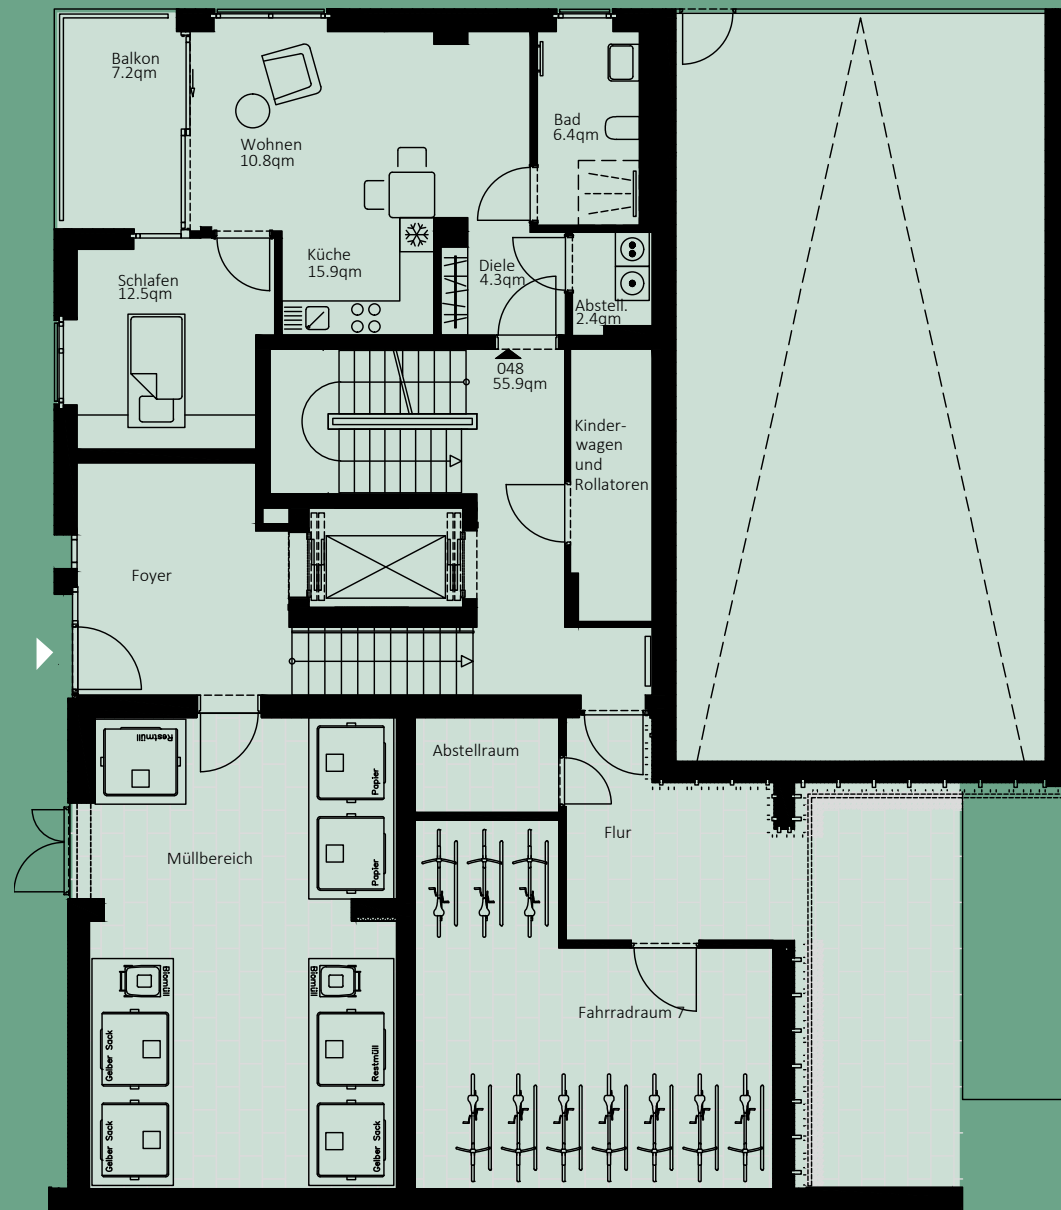 Balkon
7.2qm
Wohnen
10.8qm
Bad
6.4qm
Küche
15.9qm
Diele
4.3qm
Schlafen
12.5qm
Abstell.
2.4qm
048
55.9qm
Kinder-
wagen
und
Rollatoren
Foyer
Restmüll
Papier
Abstellraum
Papier
Flur
Müllbereich
Biomüll
Biomüll
Fahrradraum 7
Gelber Sack
Restmüll
Gelber Sack
Gelber Sack